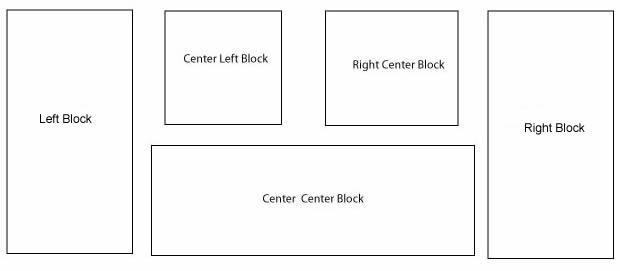 Left Block
Center Left Block
Right Center Block
Right Block
Center  Center Block